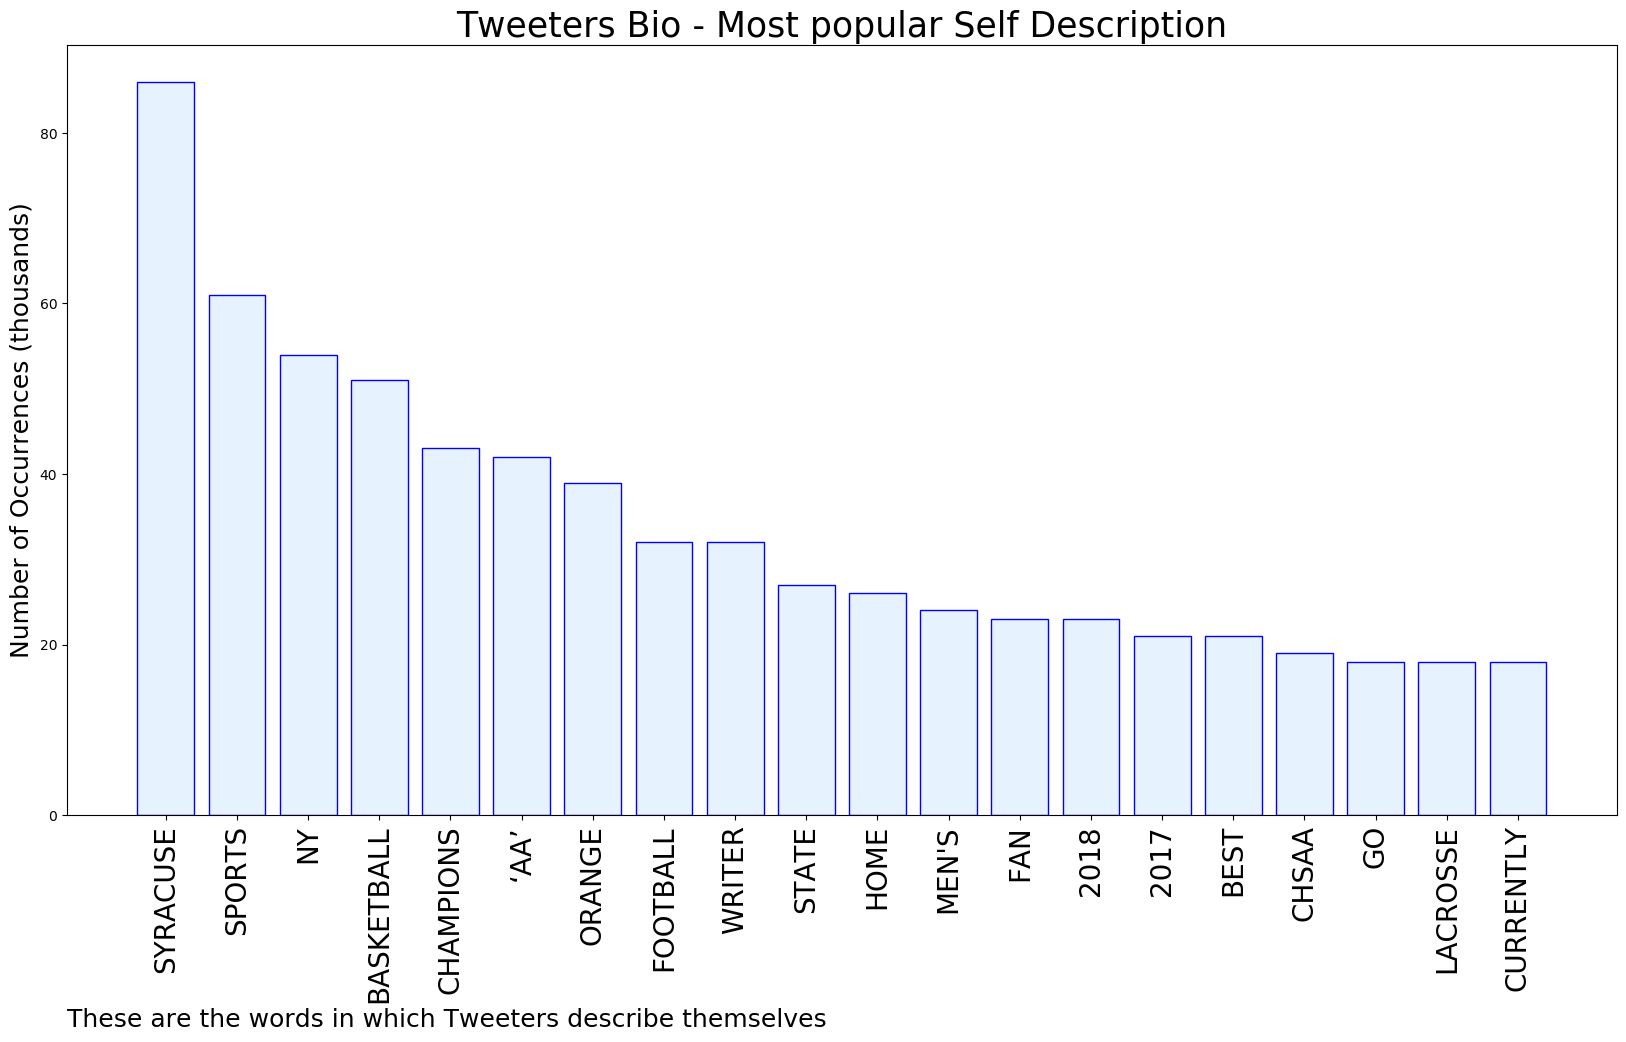 Tweeters Bio - Most popular Self Description
Number of Occurrences (thousands)
80
60
40
20
0
SYRACUSE
SPORTS
NY
BASKETBALL
CHAMPIONS
‘AA’
ORANGE
FOOTBALL
WRITER
STATE
HOME
MEN'S
FAN
2018
2017
BEST
CHSAA
GO
LACROSSE
CURRENTLY
These are the words in which Tweeters describe themselves